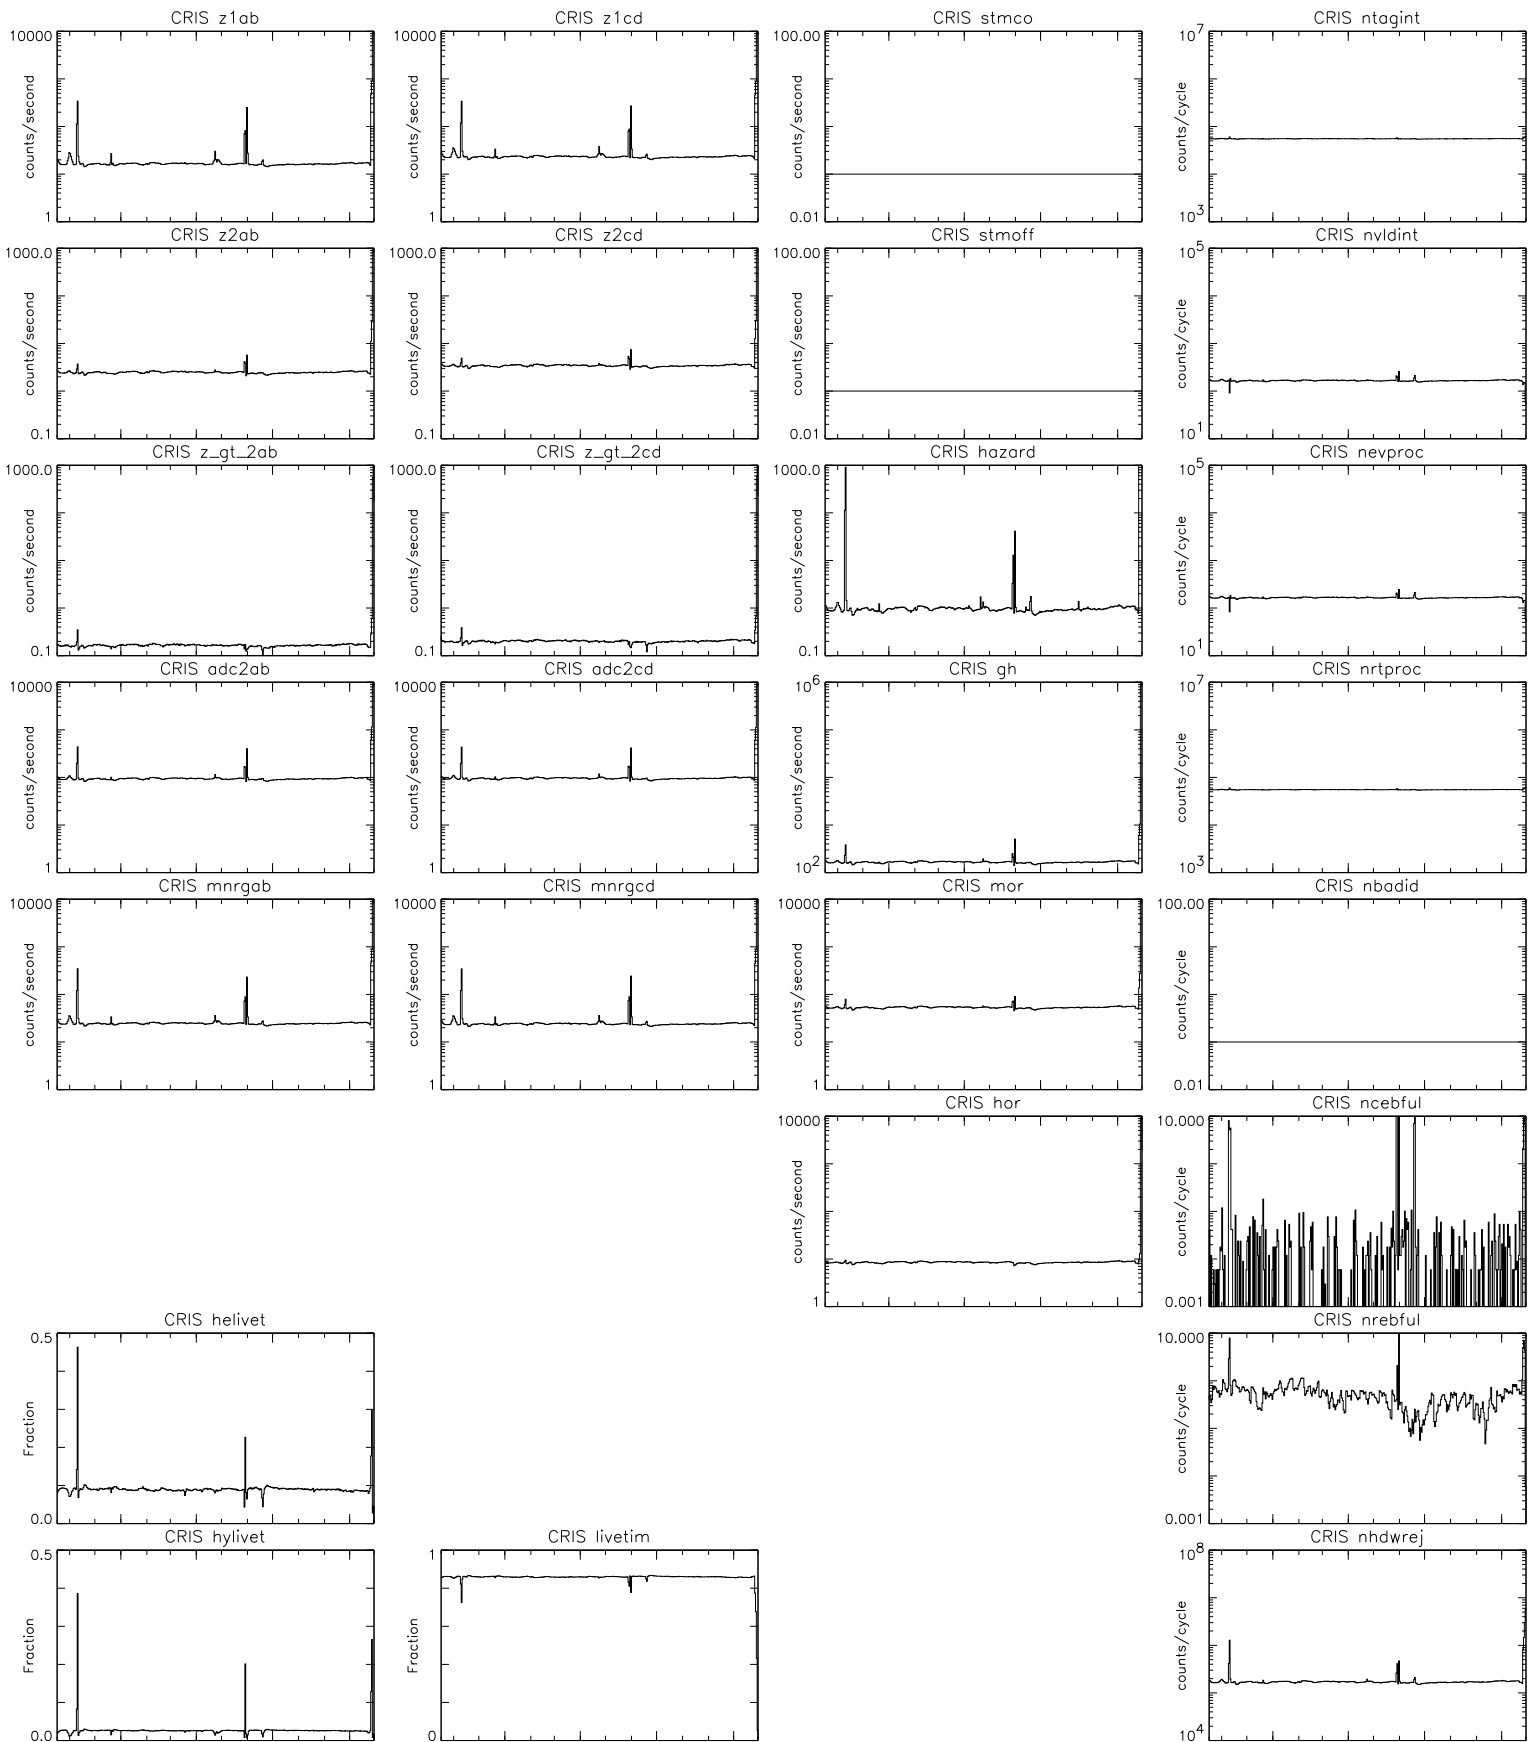 CRIS z1ab
CRIS z1cd
CRIS stmco
CRIS ntagint
10000
counts/second
1
10000
counts/second
1
100.00
counts/second
0.01
10^7
counts/cycle
10^3
CRIS z2ab
CRIS z2cd
CRIS stmoff
CRIS nvldint
1000.0
counts/second
0.1
1000.0
counts/second
0.1
100.00
counts/second
0.01
10^5
counts/cycle
10^1
CRIS z_gt_2ab
CRIS z_gt_2cd
CRIS hazard
CRIS nevproc
1000.0
counts/second
0.1
1000.0
counts/second
0.1
1000.0
counts/second
0.1
10^5
counts/cycle
10^1
CRIS adc2ab
CRIS adc2cd
CRIS gh
CRIS nrtproc
10000
counts/second
1
10000
counts/second
1
10^6
counts/second
10^2
10^7
counts/cycle
10^3
CRIS mnrgab
CRIS mnrgcd
CRIS mor
CRIS nbadid
10000
counts/second
1
10000
counts/second
1
10000
counts/second
1
100.00
counts/cycle
0.01
CRIS hor
CRIS ncebful
10000
counts/second
1
10.000
counts/cycle
0.001
CRIS helivet
CRIS nrebful
0.5
Fraction
0.0
10.000
counts/cycle
0.001
CRIS hylivet
CRIS livetim
CRIS nhdwrej
0.5
Fraction
0.0
1
Fraction
0
10^8
counts/cycle
10^4